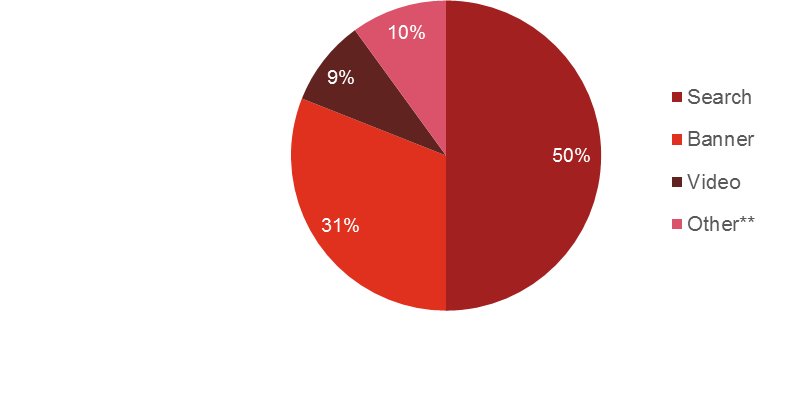 10%
9%
50%
31%
Search
Banner
Video
Other**